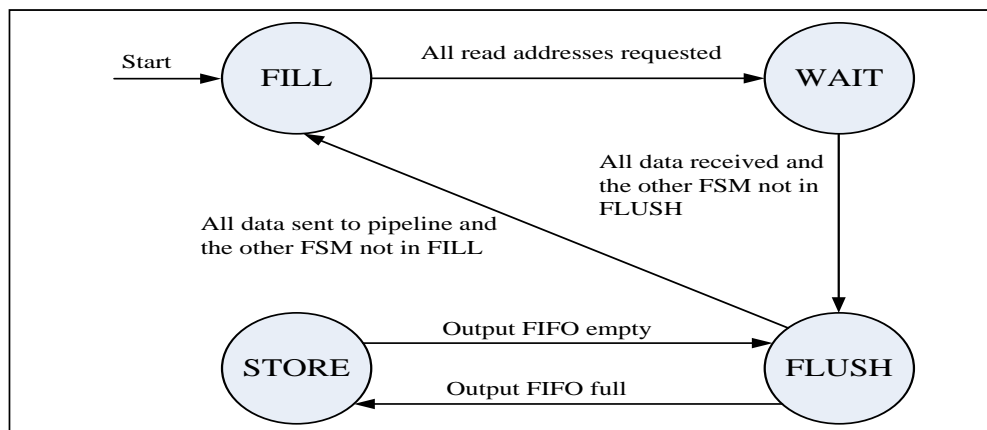 Start
FILL
All read addresses requested
WAIT
All data received and
the other FSM not in
FLUSH
All data sent to pipeline and
the other FSM not in FILL
STORE
Output FIFO empty
Output FIFO full
FLUSH